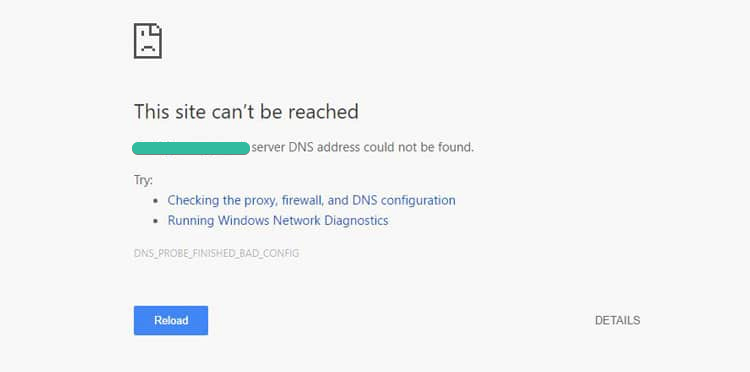 This site can't be reached
server DNS address could not be found.
Try:
• Checking the proxy, firewall, and DNS configuration
• Running Windows Network Diagnostics
DNS_PROBE_FINISHED_BAD_CONFIG
Reload
DETAILS